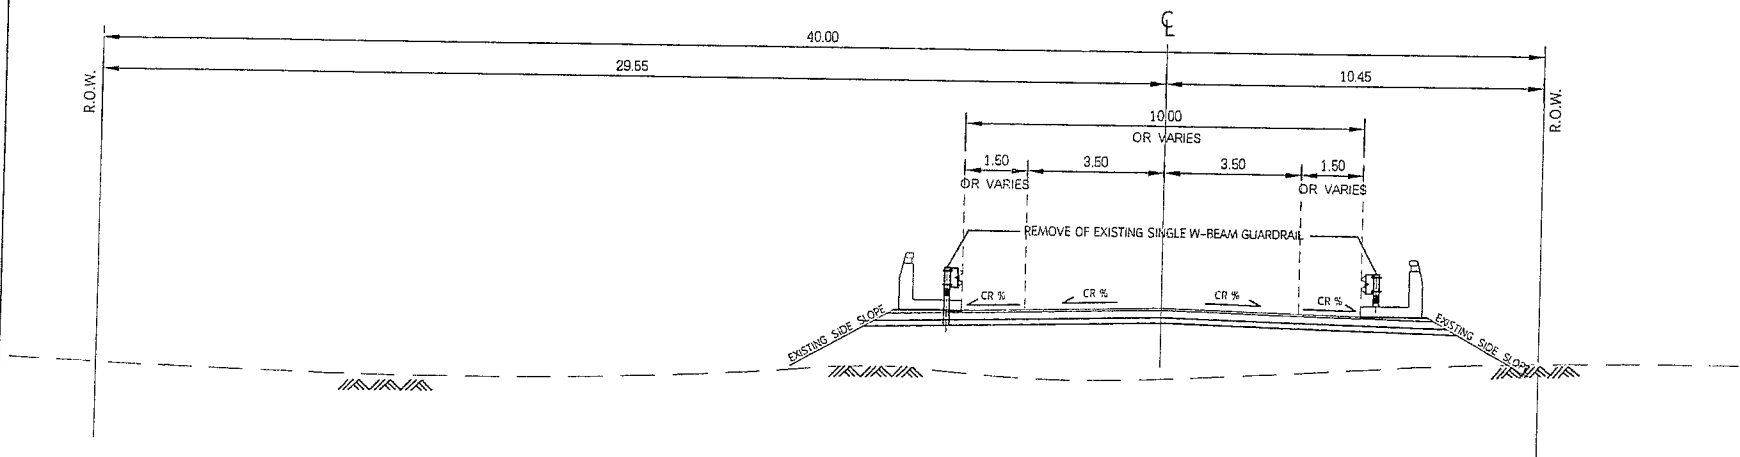 ℄
40.00
29.55
10.45
R.O.W.
R.O.W.
10.00
OR VARIES
1.50
3.50
3.50
1.50
OR VARIES
OR VARIES
REMOVE OF EXISTING SINGLE W-BEAM GUARDRAIL
CR %
CR %
CR %
CR %
EXISTING SIDE SLOPE
EXISTING SIDE SLOPE